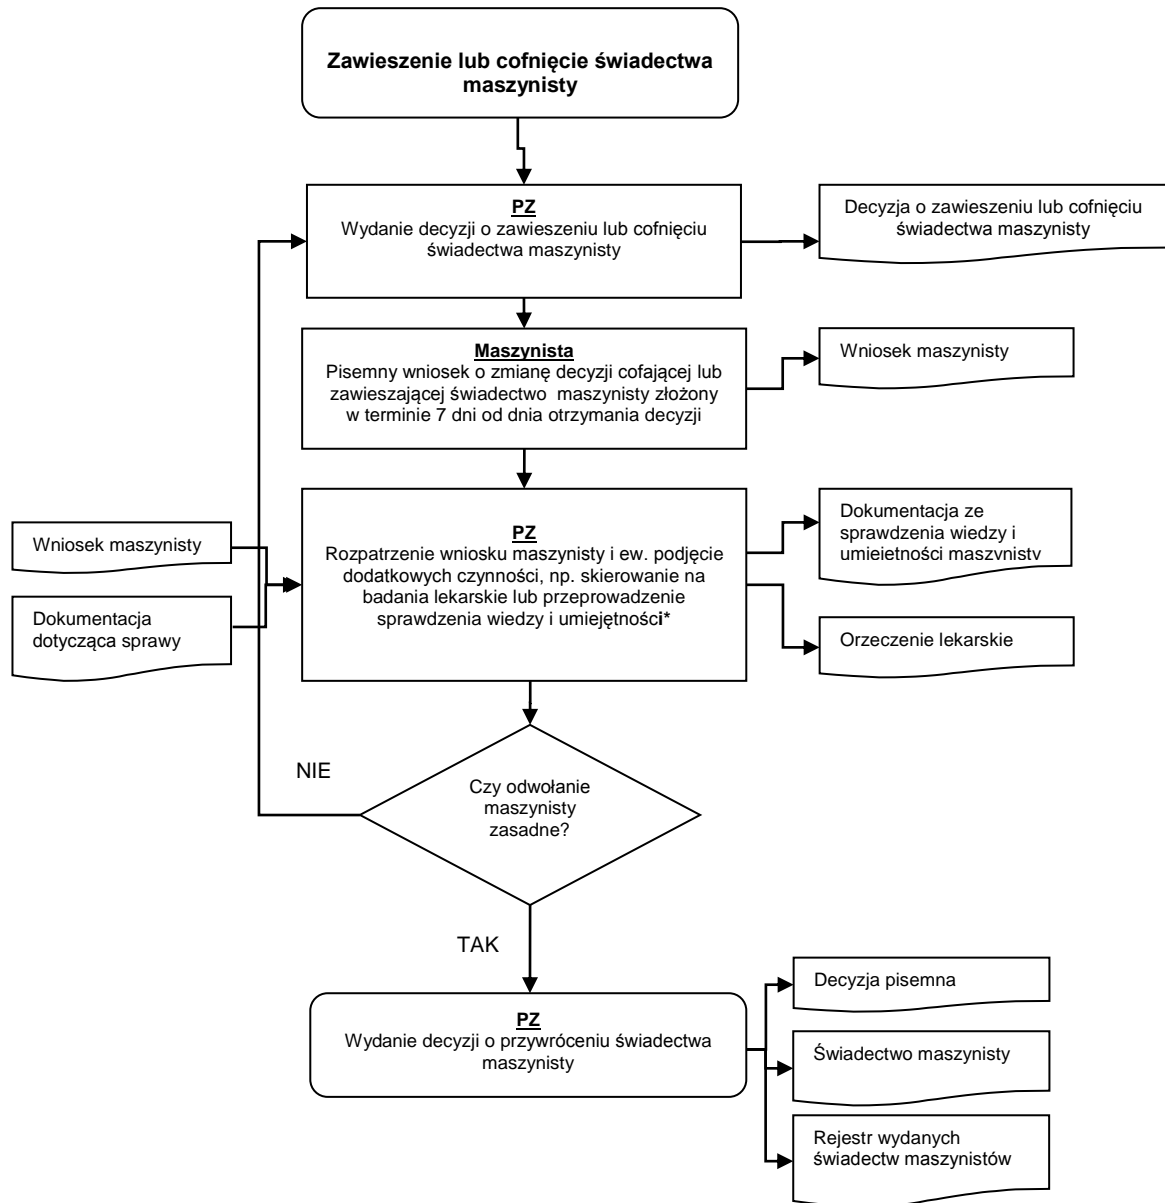 Zawieszenie lub cofnięcie świadectwa
maszynisty
PZ
Wydanie decyzji o zawieszeniu lub cofnięciu
świadectwa maszynisty
Decyzja o zawieszeniu lub cofnięciu
świadectwa maszynisty
Maszynista
Pisemny wniosek o zmianę decyzji cofającej lub
zawieszającej świadectwo maszynisty złożony
w terminie 7 dni od dnia otrzymania decyzji
Wniosek maszynisty
Wniosek maszynisty
Dokumentacja
dotycząca sprawy
PZ
Rozpatrzenie wniosku maszynisty i ew. podjęcie
dodatkowych czynności, np. skierowanie na
badania lekarskie lub przeprowadzenie
sprawdzenia wiedzy i umiejętności*
Dokumentacja ze
sprawdzenia wiedzy i
umiejętności maszynisty
Orzeczenie lekarskie
NIE
Czy odwołanie
maszynisty
zasadne?
TAK
PZ
Wydanie decyzji o przywróceniu świadectwa
maszynisty
Decyzja pisemna
Świadectwo maszynisty
Rejestr wydanych
świadectw maszynistów